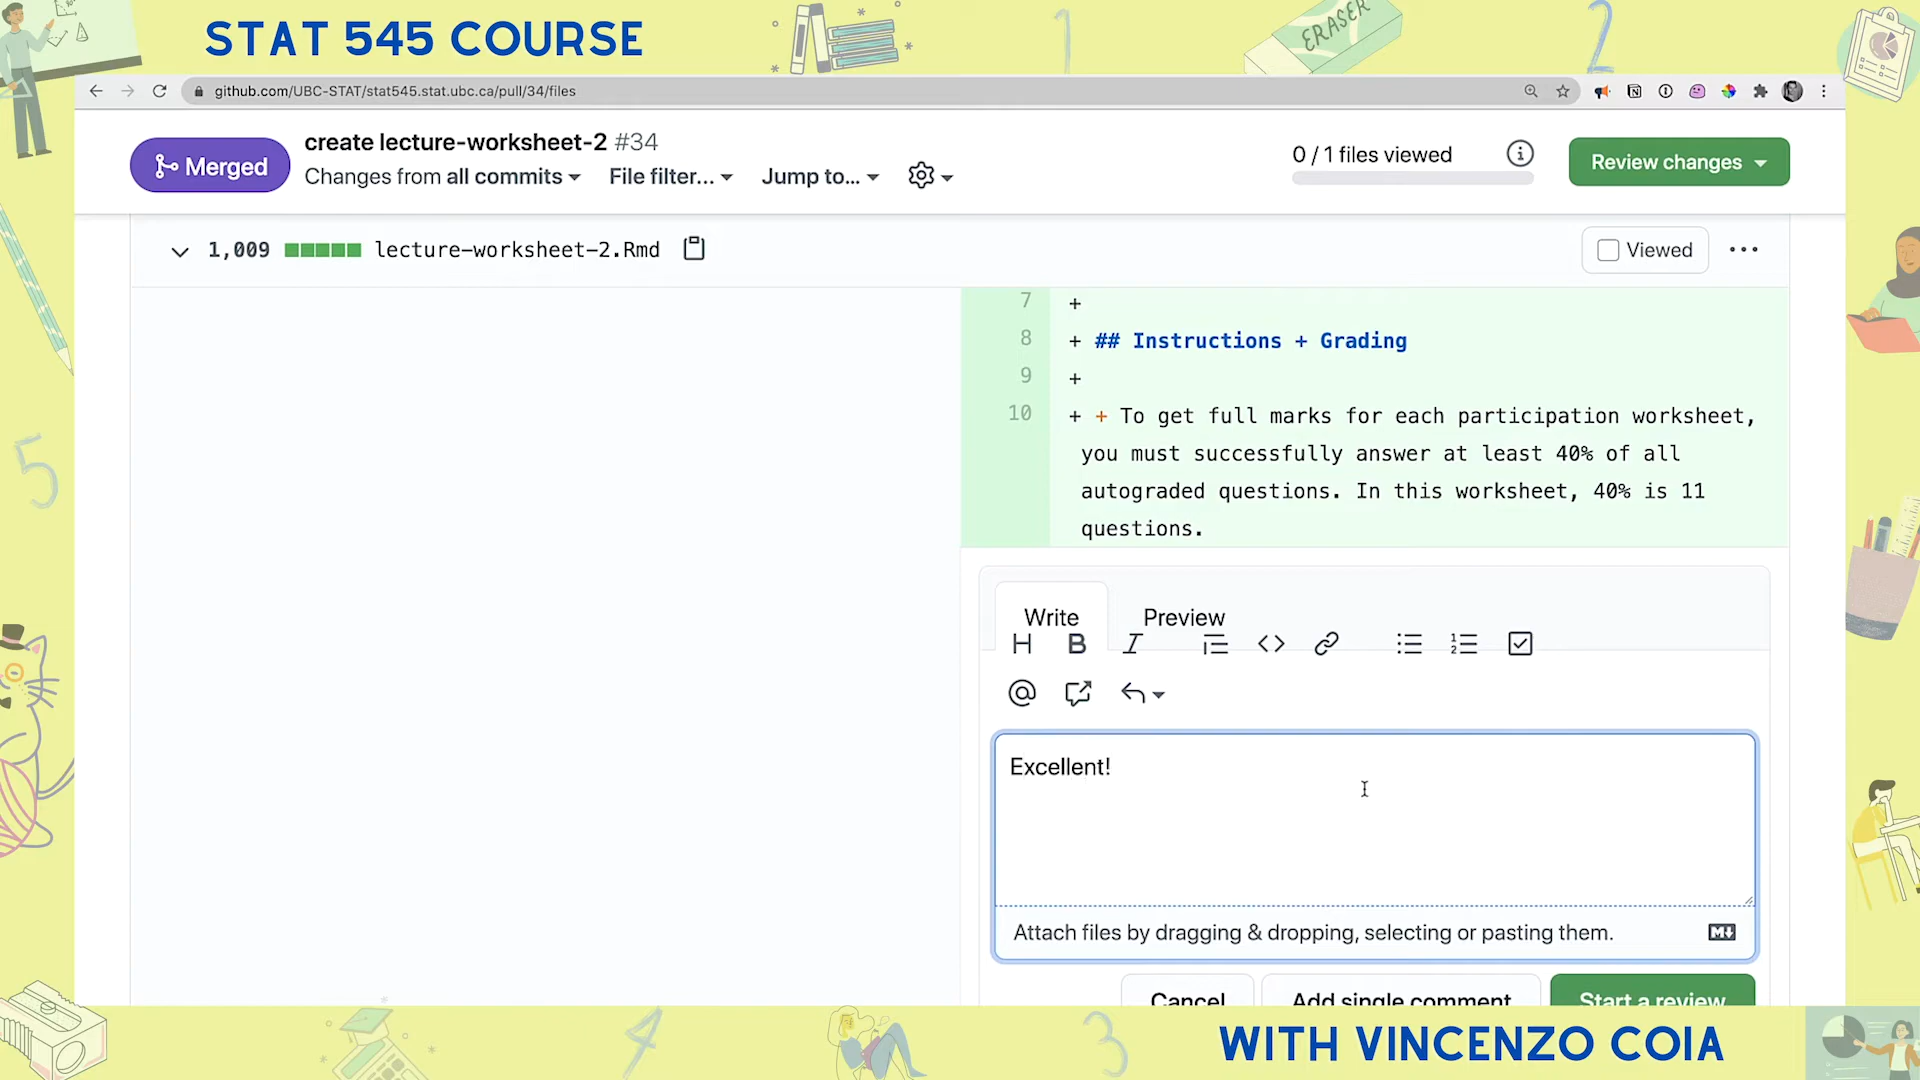 STAT 545 COURSE
ERASER
1
2
github.com/UBC-STAT/stat545.stat.ubc.ca/pull/34/files
Merged
create lecture-worksheet-2 #34
Changes from all commits
File filter...
Jump to...
0 / 1 files viewed
Review changes
1,009
lecture-worksheet-2.Rmd
Viewed
7 +
8 + ## Instructions + Grading
9 +
10 + + To get full marks for each participation worksheet,
you must successfully answer at least 40% of all
autograded questions. In this worksheet, 40% is 11
questions.
Write
Preview
H B I
@
5
Excellent!
Attach files by dragging & dropping, selecting or pasting them.
M
Cancel
Add single comment
Start a review
4
3
WITH VINCENZO COIA